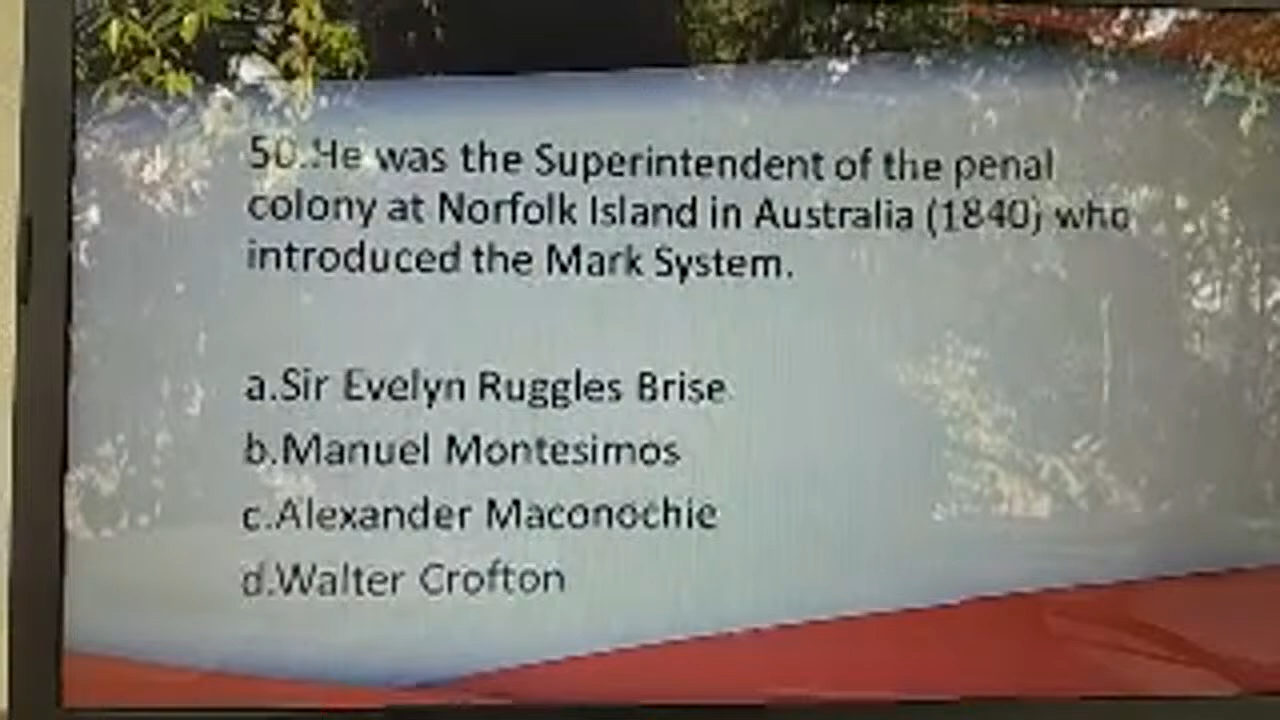 50.He was the Superintendent of the penal
colony at Norfolk Island in Australia (1840) who
introduced the Mark System.
a.Sir Evelyn Ruggles Brise
b.Manuel Montesimos
c.Alexander Maconochie
d.Walter Crofton